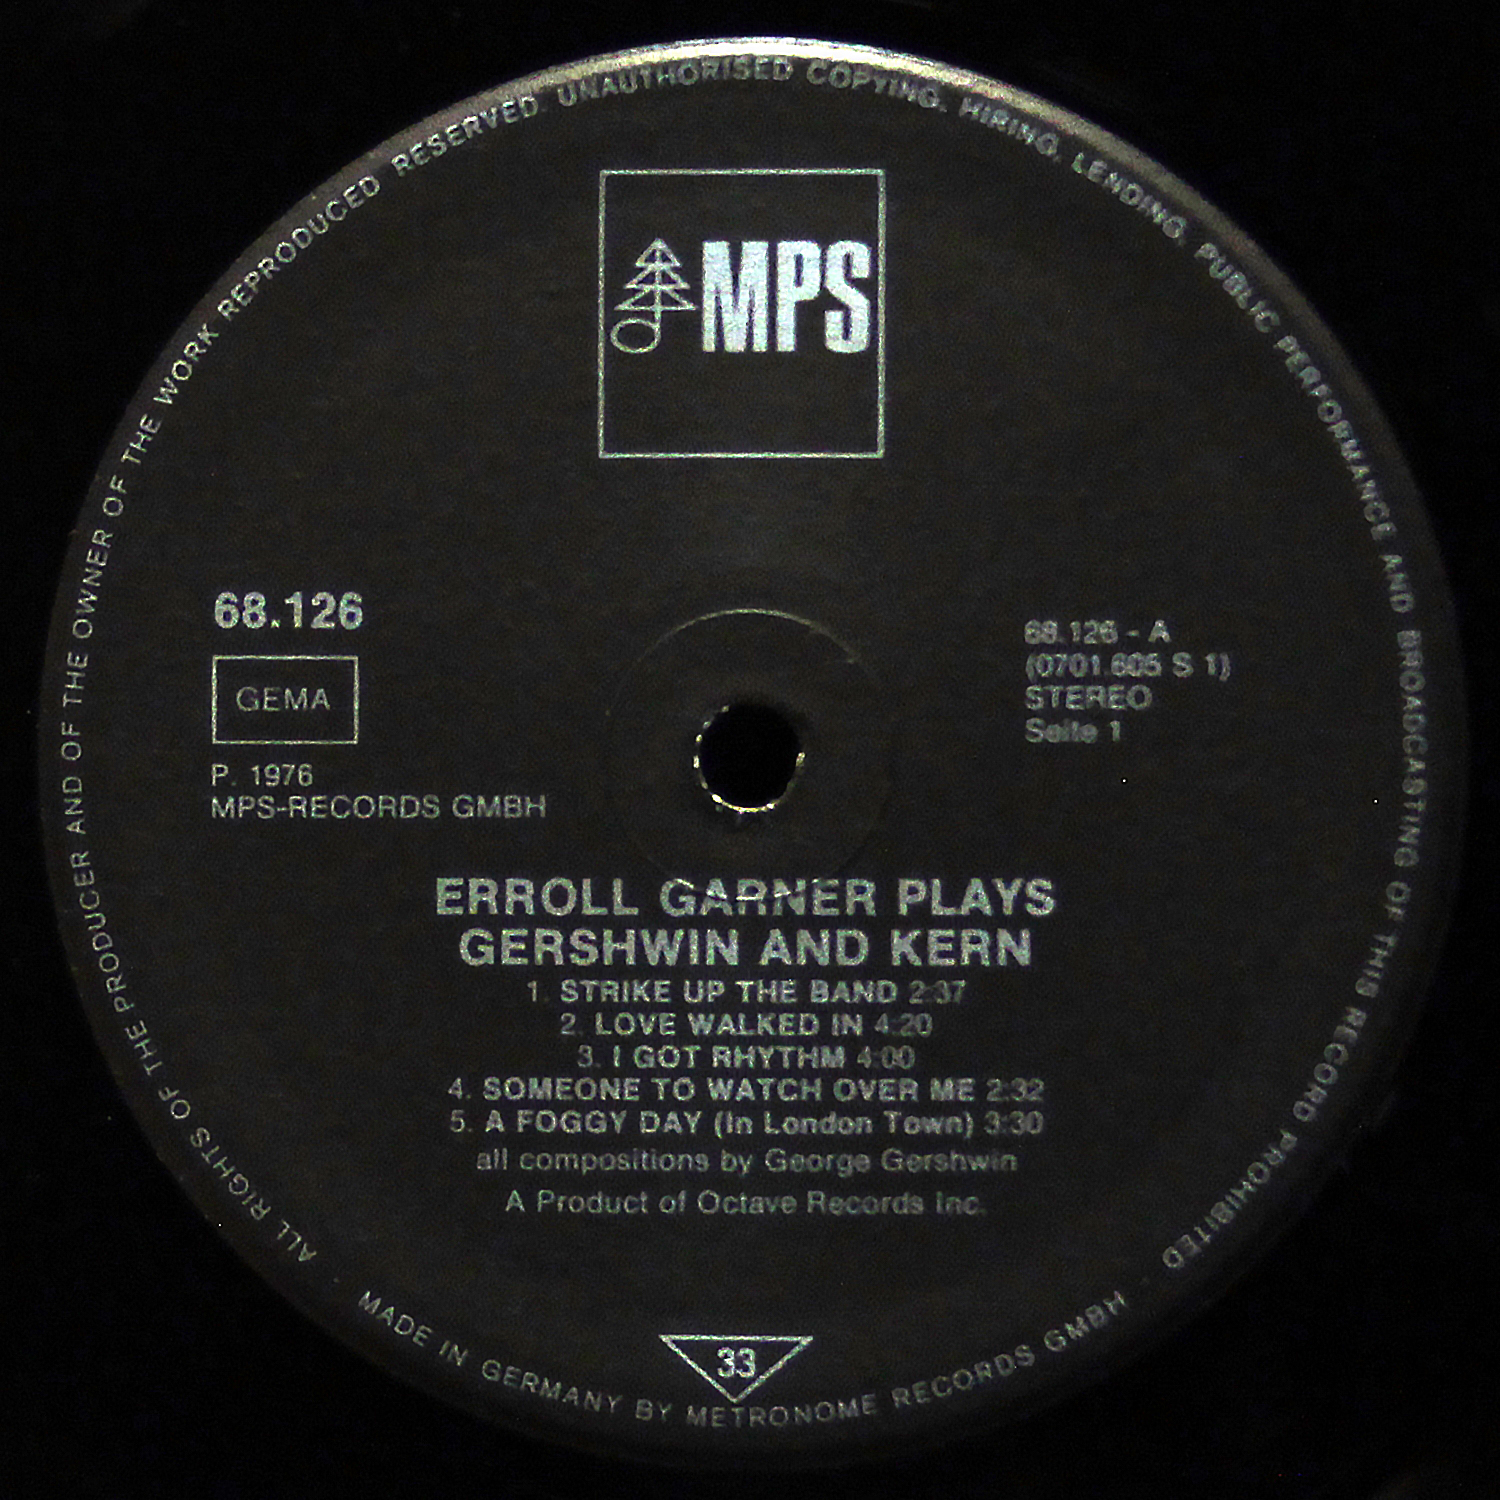 ALL RIGHTS OF THE PRODUCER AND OF THE OWNER OF THE WORK REPRODUCED RESERVED. UNAUTHORISED COPYING. HIRING. LENDING. PUBLIC PERFORMANCE AND BROADCASTING OF THIS RECORD PROHIBITED
MPS
68.126
GEMA
P. 1976
MPS-RECORDS GMBH
68.126 - A
(0701.605 S 1)
STEREO
Seite 1
ERROLL GARNER PLAYS
GERSHWIN AND KERN
1. STRIKE UP THE BAND 2:37
2. LOVE WALKED IN 4:20
3. I GOT RHYTHM 4:00
4. SOMEONE TO WATCH OVER ME 2:32
5. A FOGGY DAY (In London Town) 3:30
all compositions by George Gershwin
A Product of Octave Records Inc.
33
MADE IN GERMANY BY METRONOME RECORDS GMBH